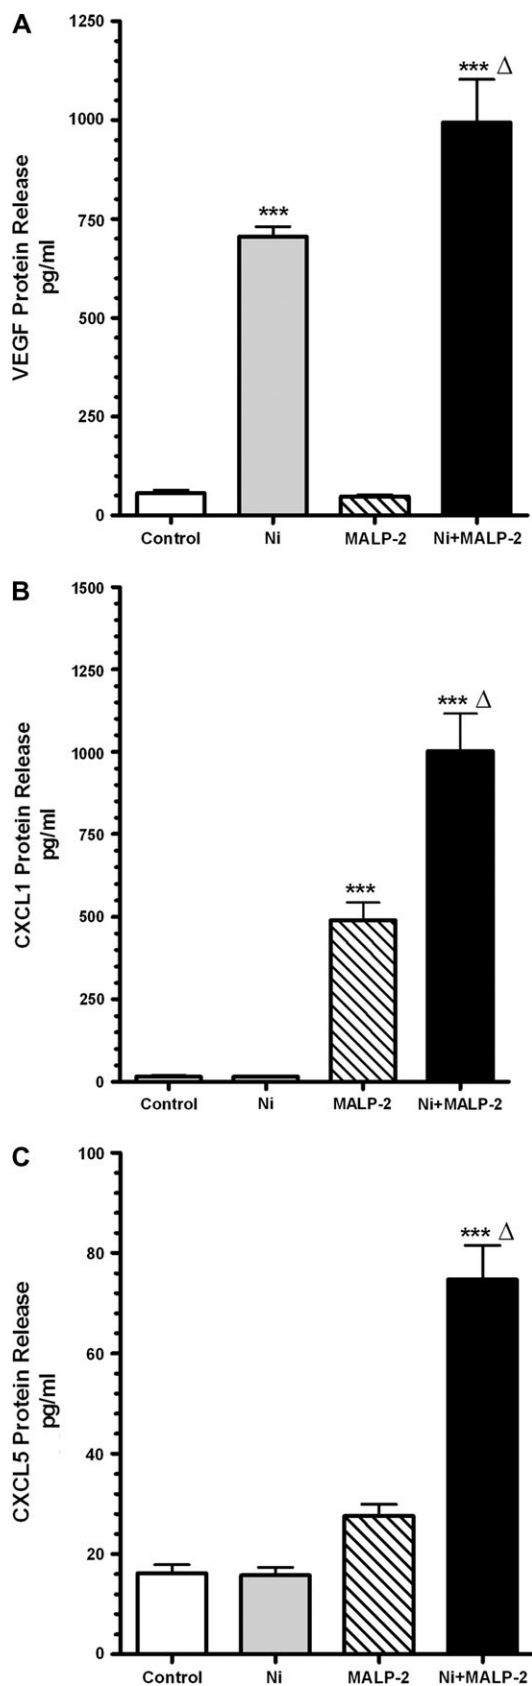 A
1250
1000
750
500
250
0
VEGF Protein Release
pg/ml
***
*** Δ
Control Ni MALP-2 Ni+MALP-2
B
1500
1250
1000
750
500
250
0
CXCL1 Protein Release
pg/ml
***
*** Δ
Control Ni MALP-2 Ni+MALP-2
C
100
80
60
40
20
0
CXCL5 Protein Release
pg/ml
*** Δ
Control Ni MALP-2 Ni+MALP-2